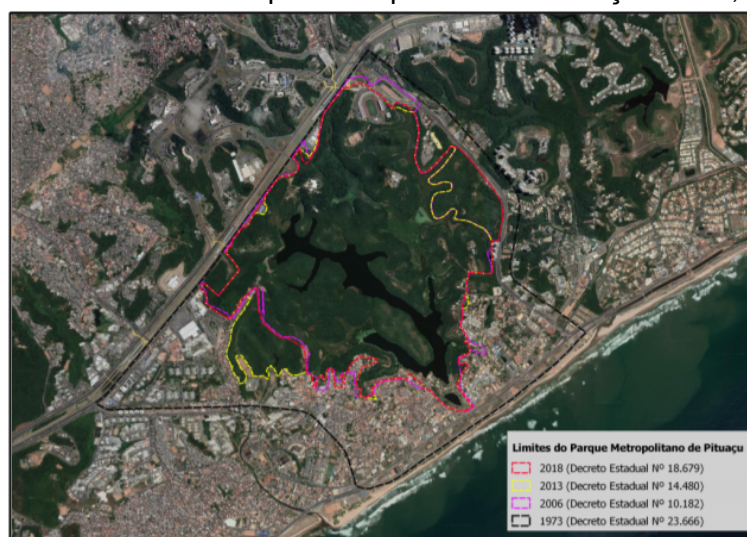 Limites do Parque Metropolitano de Pituaçu
2018 (Decreto Estadual Nº 18.679)
2013 (Decreto Estadual Nº 14.480)
2006 (Decreto Estadual Nº 10.182)
1973 (Decreto Estadual Nº 23.666)